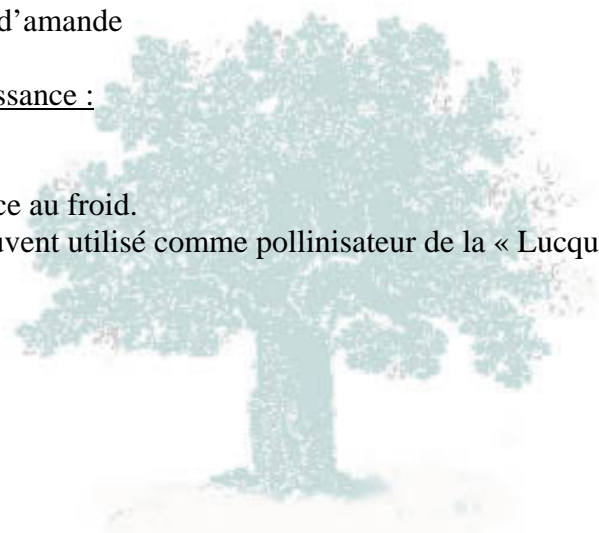 d’amande
ssance :
ce au froid.
uvent utilisé comme pollinisateur de la « Lucqu